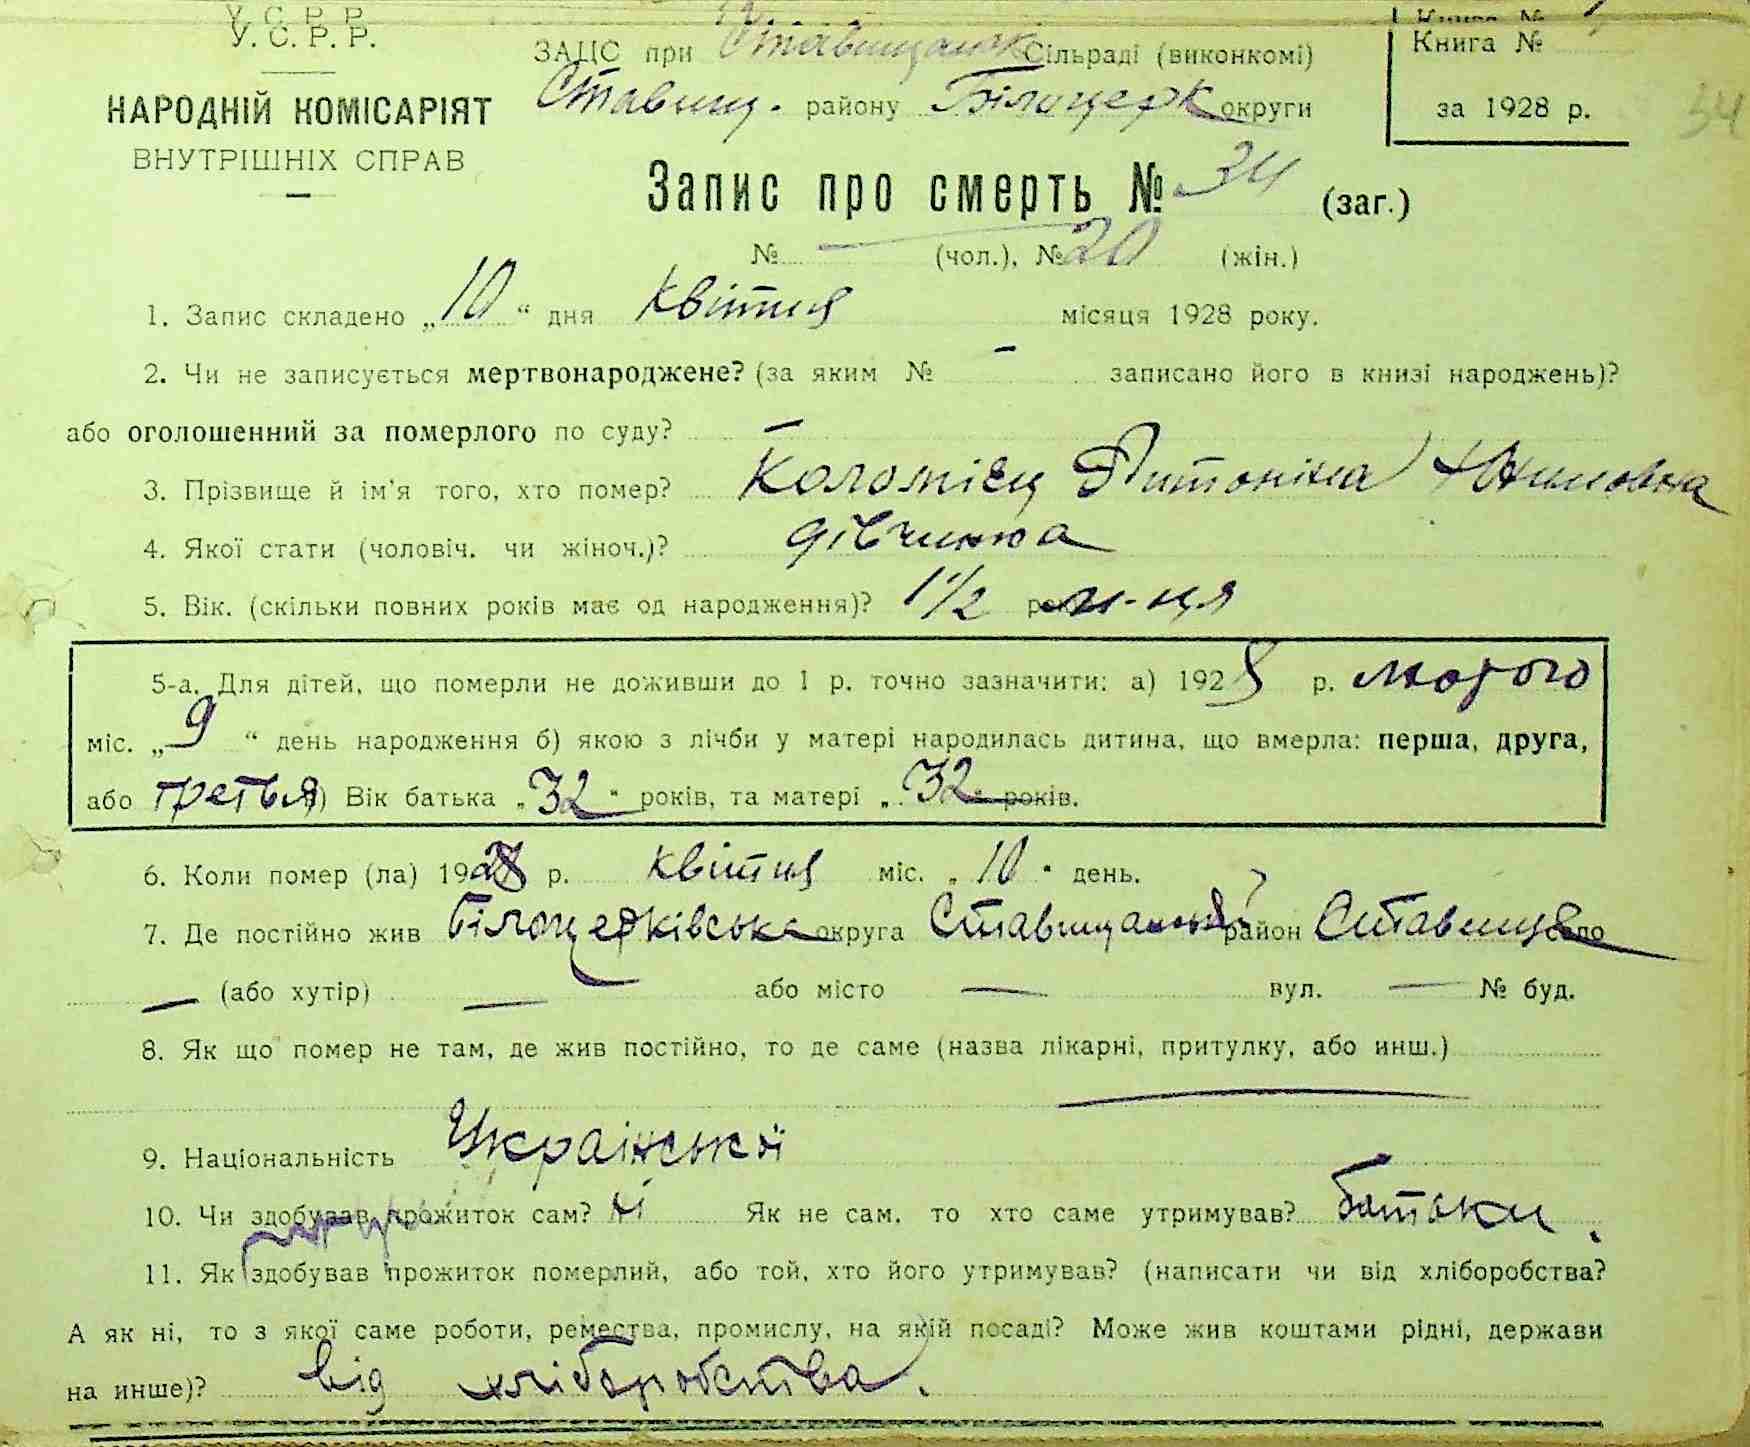 У. С. Р. Р.
НАРОДНІЙ КОМІСАРІЯТ
ВНУТРІШНІХ СПРАВ
ЗАЦС при Ставищанск Сільраді (виконкомі)
Ставищ. району Білоцерк округи
Книга №
за 1928 р.
34
Запис про смерть № 34 (заг.)
№ — (чол.), № 20 (жін.)
1. Запис складено „10“ дня Квітня місяця 1928 року.
2. Чи не записується мертвонароджене? (за яким № – записано його в книзі народжень)?
або оголошенний за померлого по суду? –
3. Прізвище й ім'я того, хто помер? Коломієц Антоніна
4. Якої стати (чоловіч. чи жіноч.)? дівчинка
5. Вік. (скільки повних років має од народження)? 1 1/2 м-ця
5-а. Для дітей, що померли не доживши до 1 р. точно зазначити: а) 1928 р. лютого
міс. „9“ день народження б) якою з лічби у матері народилась дитина, що вмерла: перша, друга,
або третья) Вік батька „32“ років, та матері „32“ років.
6. Коли помер (ла) 1928 р. квітня міс. „10“ день.
7. Де постійно жив Білоцерківська округа Ставищанський район Ставище село
— (або хутір) — або місто — вул. — № буд.
8. Як що помер не там, де жив постійно, то де саме (назва лікарні, притулку, або инш.)
—
9. Національність Української
10. Чи здобував прожиток сам? ні Як не сам, то хто саме утримував? батьки.
11. Як здобував прожиток померлий, або той, хто його утримував? (написати чи від хліборобства?
А як ні, то з якої саме роботи, ремества, промислу, на якій посаді? Може жив коштами рідні, держави
на инше)? від хліборобства.